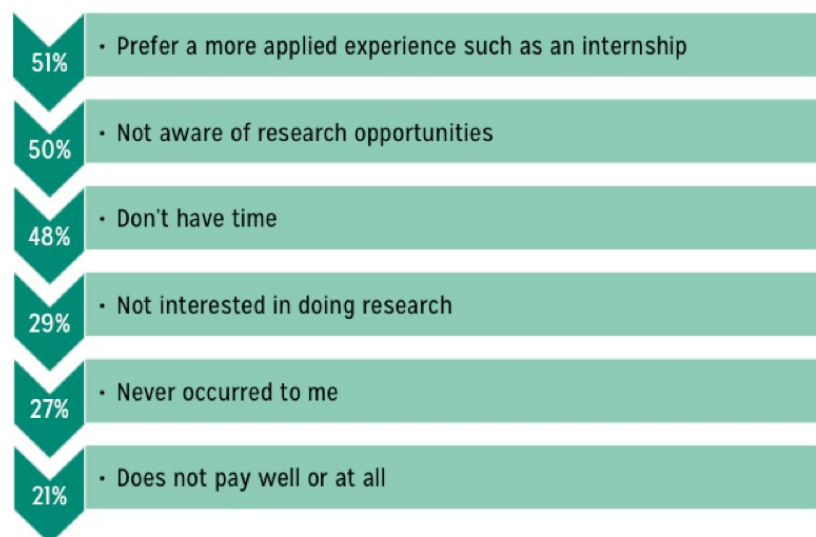 51% • Prefer a more applied experience such as an internship
50% • Not aware of research opportunities
48% • Don't have time
29% • Not interested in doing research
27% • Never occurred to me
21% • Does not pay well or at all